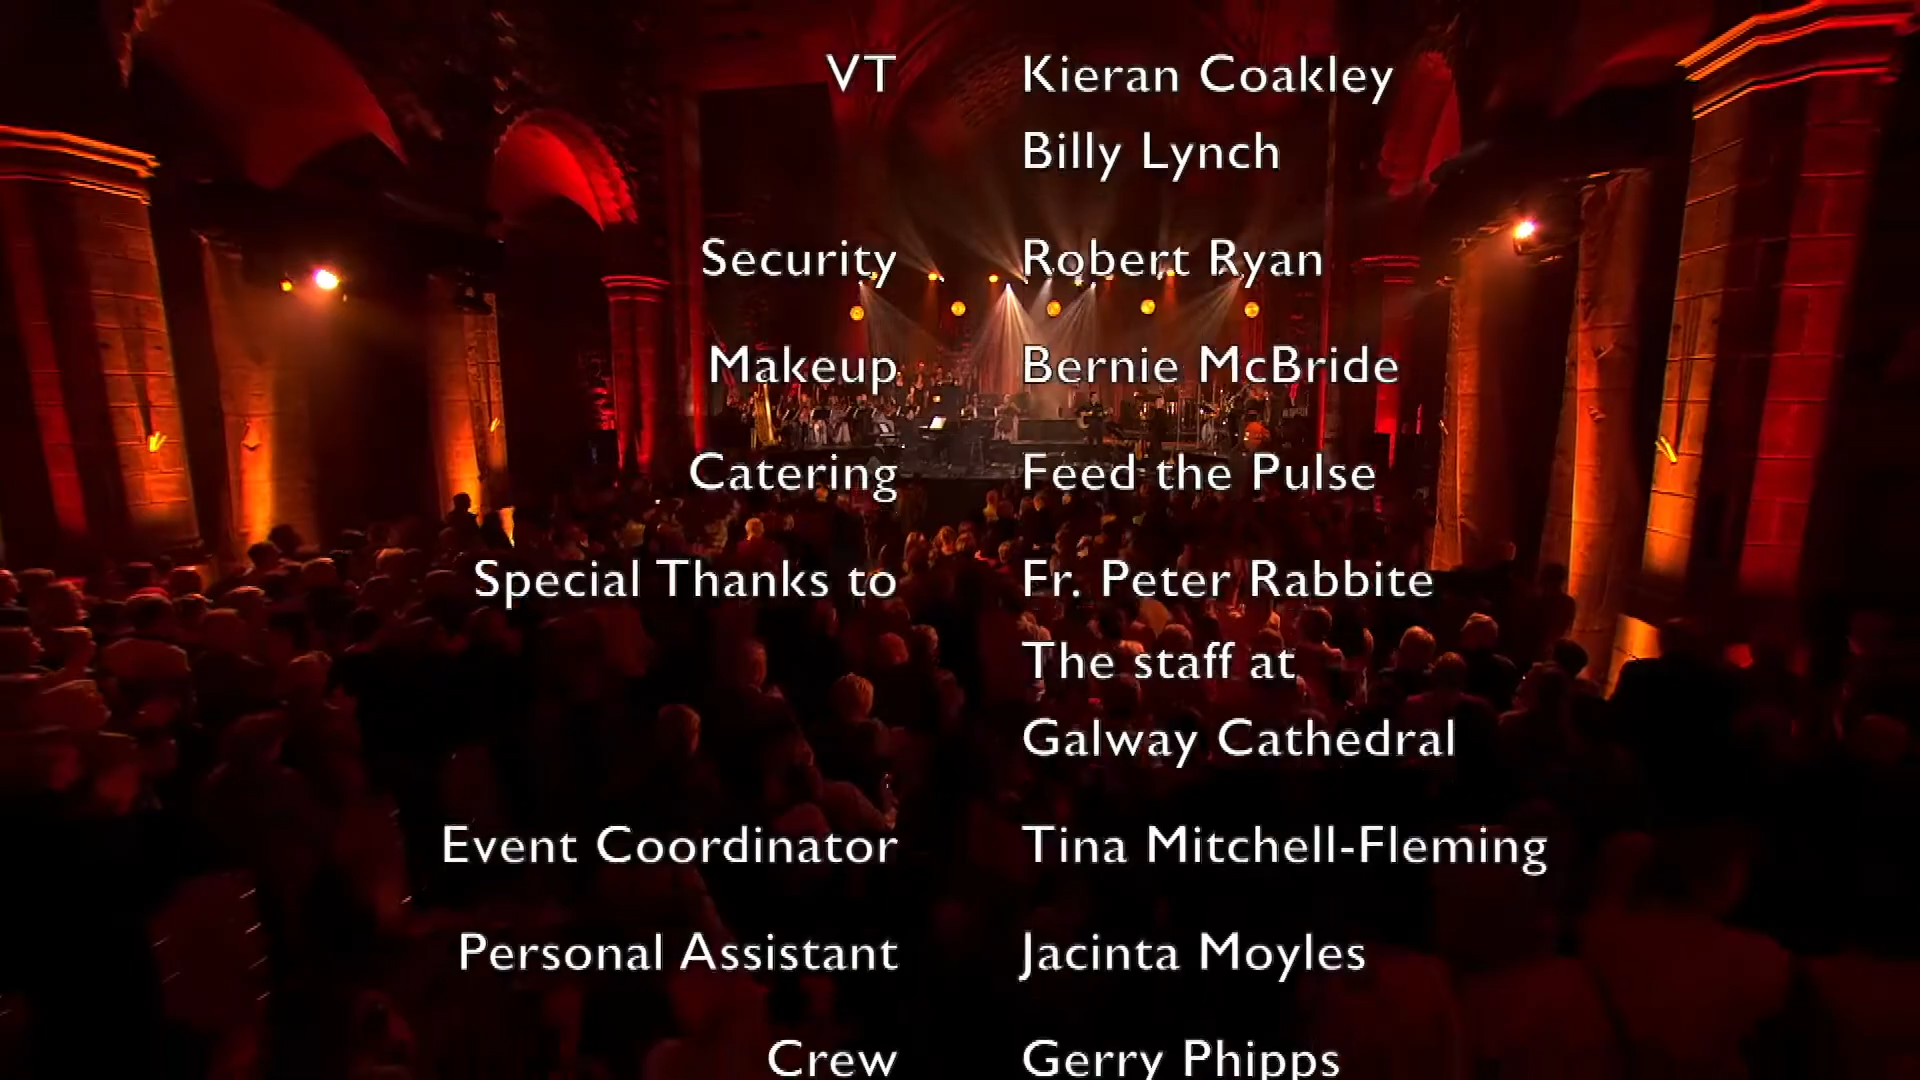 VT Kieran Coakley
Billy Lynch
Security Robert Ryan
Makeup Bernie McBride
Catering Feed the Pulse
Special Thanks to Fr. Peter Rabbite
The staff at
Galway Cathedral
Event Coordinator Tina Mitchell-Fleming
Personal Assistant Jacinta Moyles
Crew Gerry Phipps